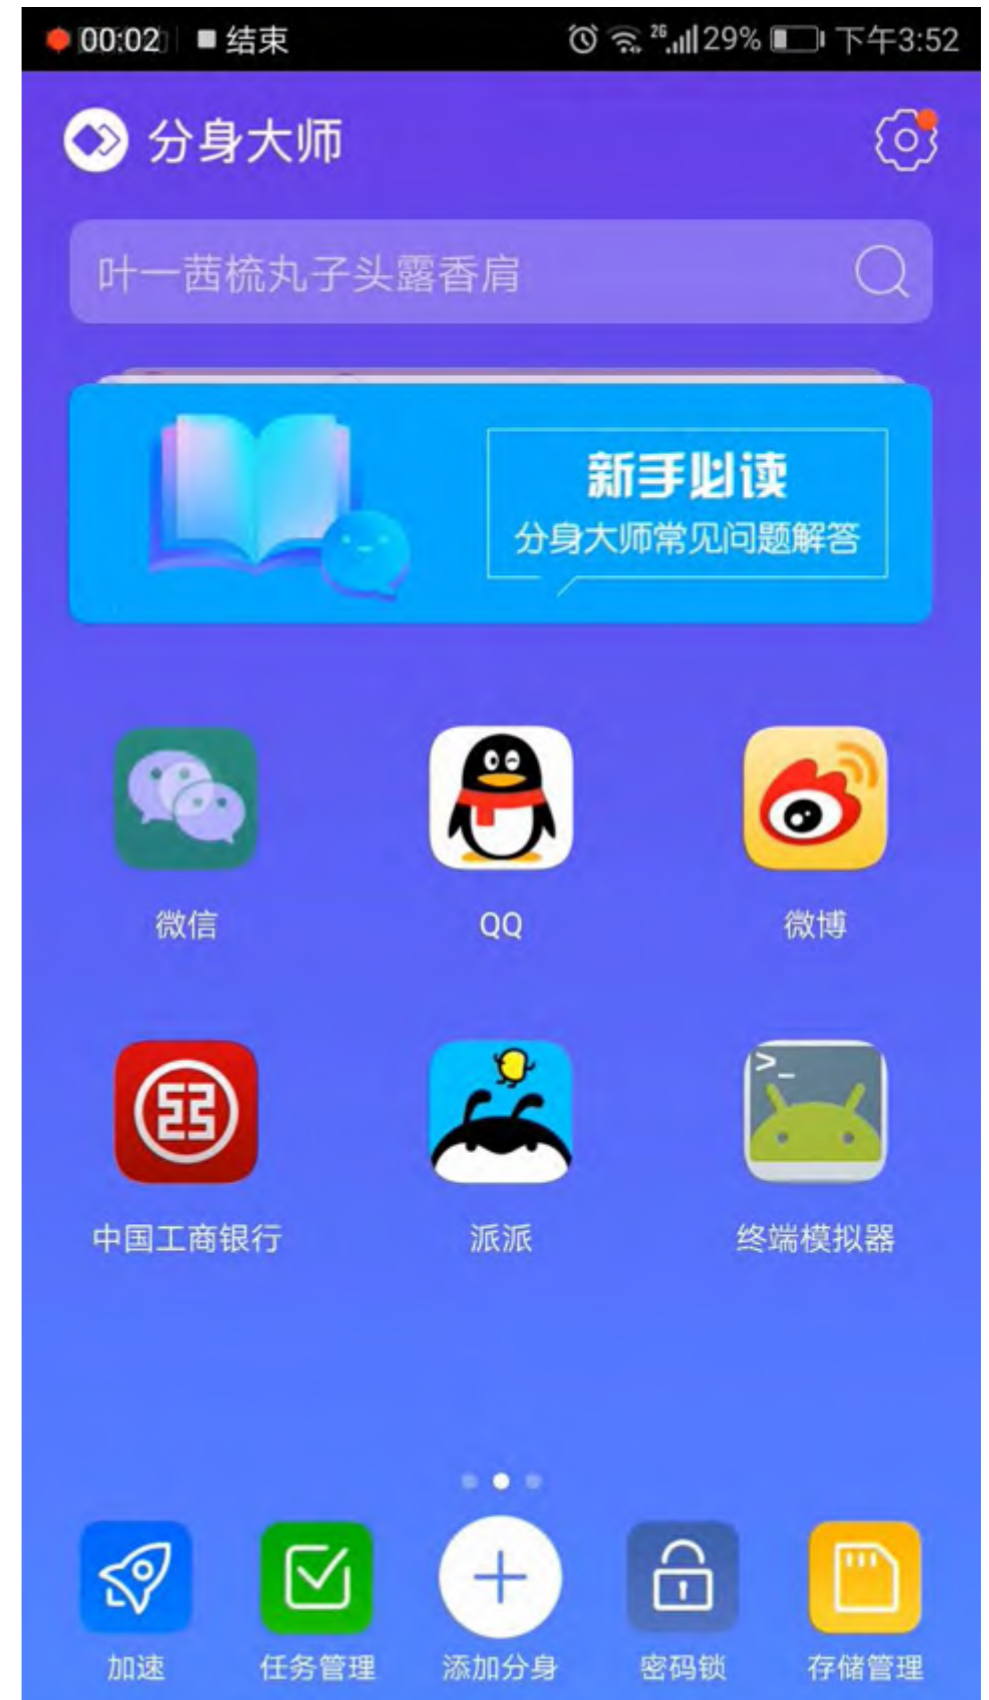 00:02 结束 2G 29% 下午3:52
分身大师
叶一茜梳丸子头露香肩
新手必读
分身大师常见问题解答
微信 QQ 微博
>_
中国工商银行 派派 终端模拟器
加速 任务管理 添加分身 密码锁 存储管理